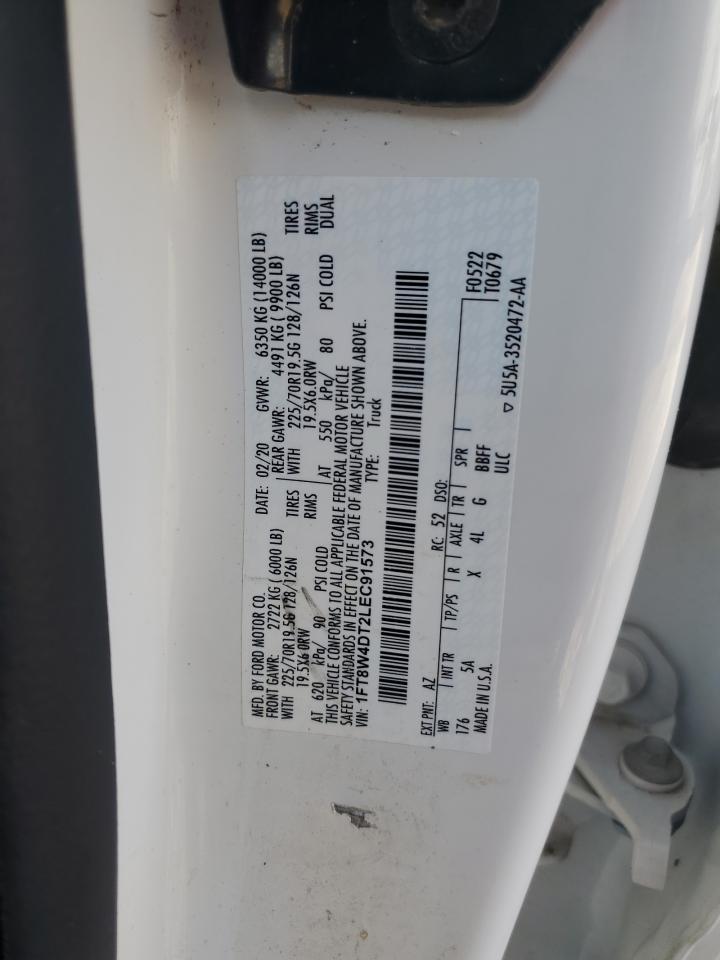 MFD. BY FORD MOTOR CO. DATE: 02/20 GVWR: 6350 KG (14000 LB)
FRONT GAWR: 2722 KG ( 6000 LB) REAR GAWR: 4491 KG ( 9900 LB)
WITH 225/70R19.5G 128/126N TIRES WITH 225/70R19.5G 128/126N TIRES
19.5X6.0RW RIMS 19.5X6.0RW RIMS
AT 620 kPa/ 90 PSI COLD AT 550 kPa/ 80 PSI COLD DUAL
THIS VEHICLE CONFORMS TO ALL APPLICABLE FEDERAL MOTOR VEHICLE
SAFETY STANDARDS IN EFFECT ON THE DATE OF MANUFACTURE SHOWN ABOVE.
VIN: 1FT8W4DT2LEC91573 TYPE: Truck
EXT PNT: AZ RC: 52 DSO: F0522
WB INT TR TP/PS R AXLE TR SPR T0679
176 5A X 4L G BBFF
MADE IN U.S.A. ULC ▽ 5U5A-3520472-AA